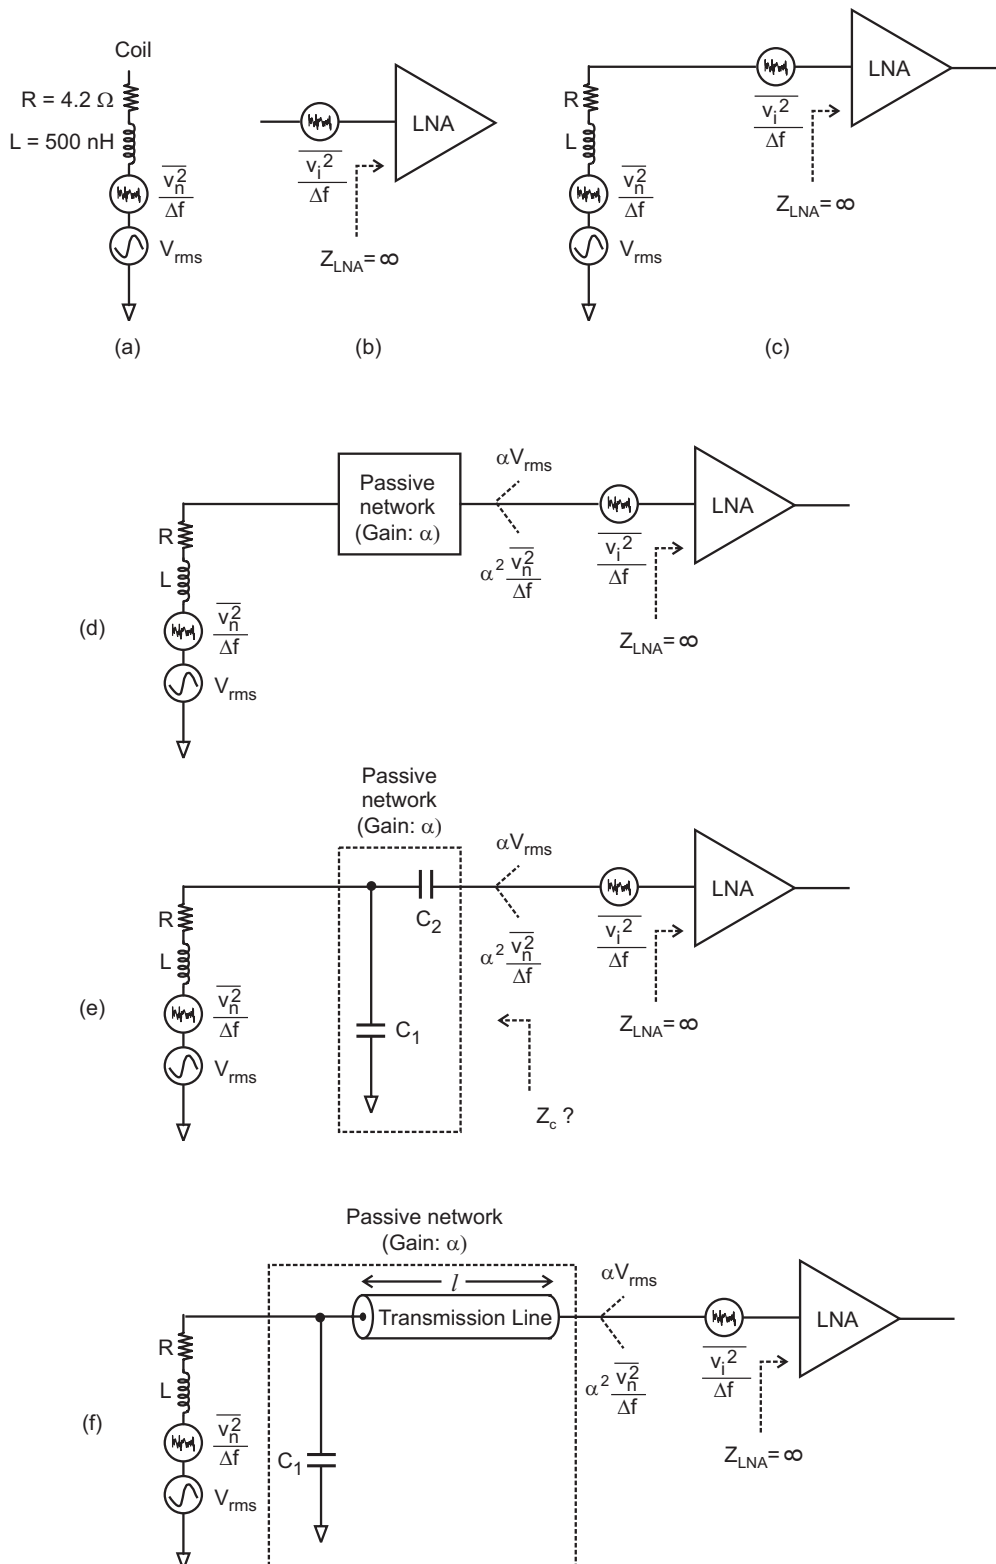 Coil
R = 4.2 Ω
L = 500 nH
v_n^2
Δf
V_rms
(a)
LNA
v_i^2
Δf
Z_LNA = ∞
(b)
R
L
v_n^2
Δf
V_rms
LNA
v_i^2
Δf
Z_LNA = ∞
(c)
(d)
R
L
v_n^2
Δf
V_rms
Passive
network
(Gain: α)
αV_rms
α^2 v_n^2
Δf
v_i^2
Δf
LNA
Z_LNA = ∞
(e)
R
L
v_n^2
Δf
V_rms
Passive
network
(Gain: α)
C_2
C_1
αV_rms
α^2 v_n^2
Δf
Z_c ?
v_i^2
Δf
LNA
Z_LNA = ∞
(f)
R
L
v_n^2
Δf
V_rms
Passive network
(Gain: α)
l
Transmission Line
C_1
αV_rms
α^2 v_n^2
Δf
v_i^2
Δf
LNA
Z_LNA = ∞